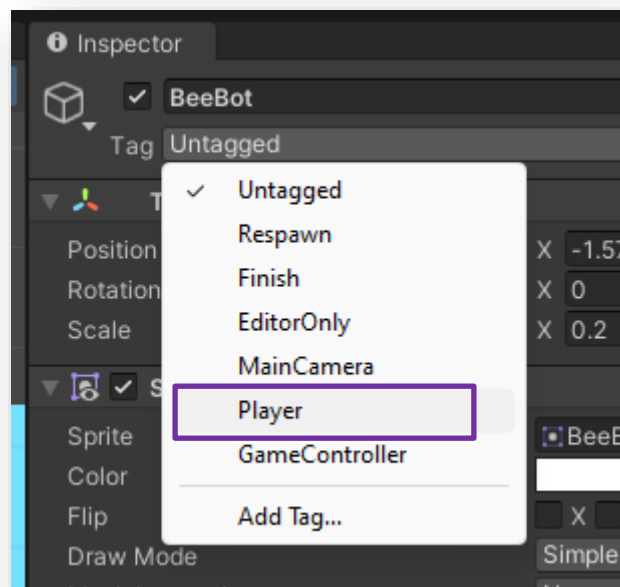 Inspector
BeeBot
Tag Untagged
Untagged
Respawn
Finish
EditorOnly
MainCamera
Player
GameController
Add Tag...
Position X -1.57
Rotation X 0
Scale X 0.2
Sprite BeeB
Color
Flip X
Draw Mode Simple